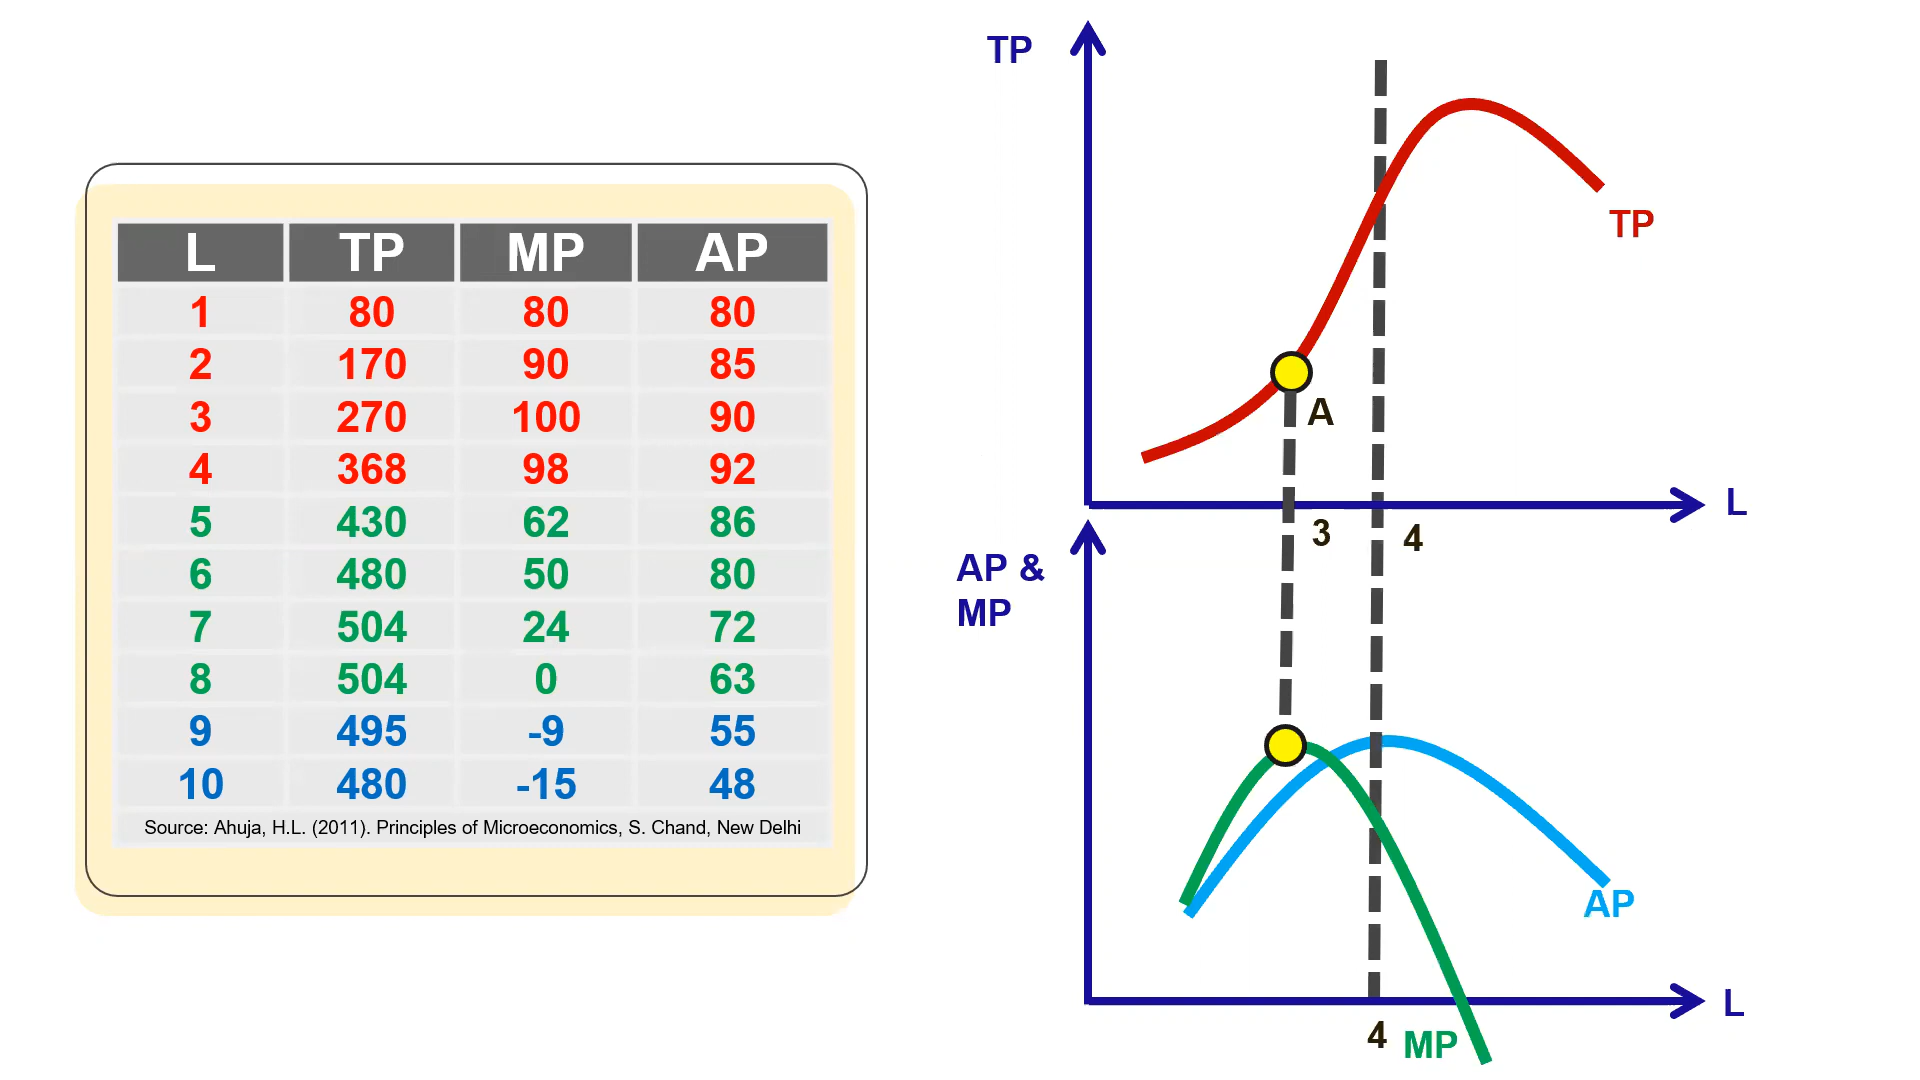 L TP MP AP
1 80 80 80
2 170 90 85
3 270 100 90
4 368 98 92
5 430 62 86
6 480 50 80
7 504 24 72
8 504 0 63
9 495 -9 55
10 480 -15 48
Source: Ahuja, H.L. (2011). Principles of Microeconomics, S. Chand, New Delhi
TP
TP
A
L
3
4
AP &
MP
AP
L
4
MP